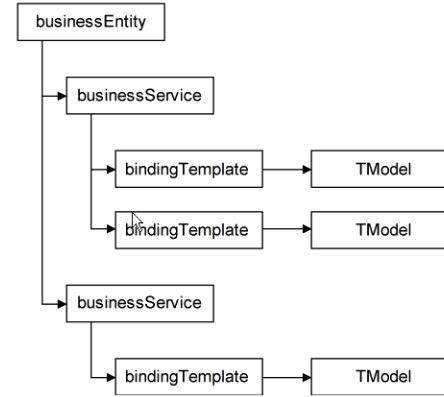 businessEntity
businessService
bindingTemplate TModel
bindingTemplate TModel
businessService
bindingTemplate TModel